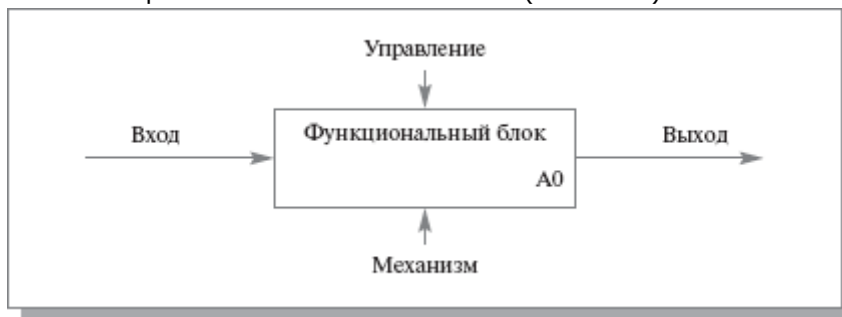 Управление
Вход
Функциональный блок
Выход
A0
Механизм